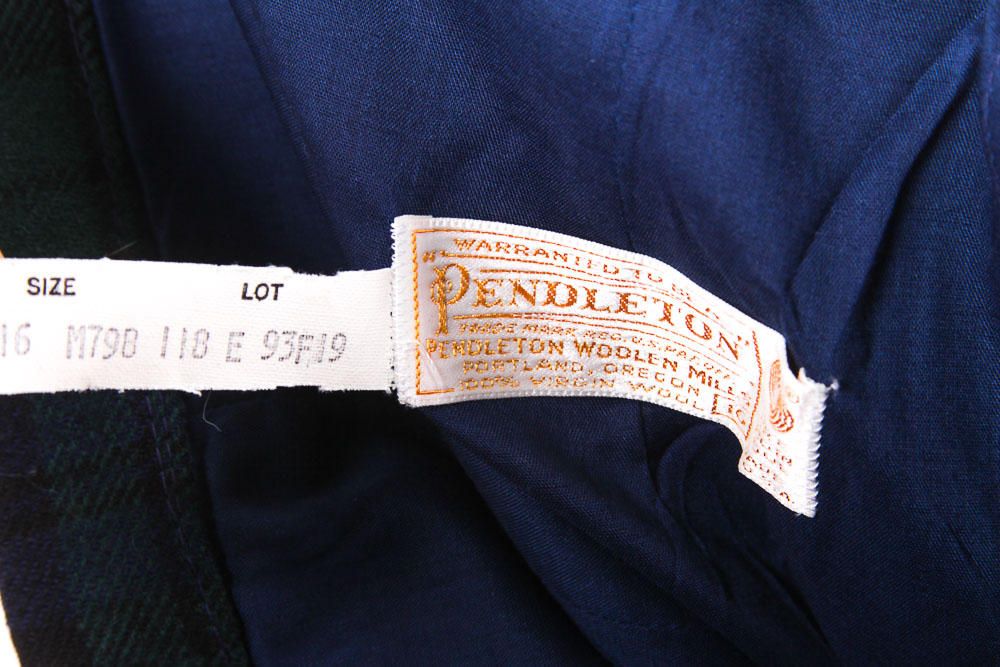 SIZE LOT
16 M79B 118 E 93F19
WARRANTED TO BE A
"PENDLETON"
TRADE MARK REG. U.S. PAT. OFF.
PENDLETON WOOLEN MILLS
PORTLAND, OREGON
100% VIRGIN WOOL